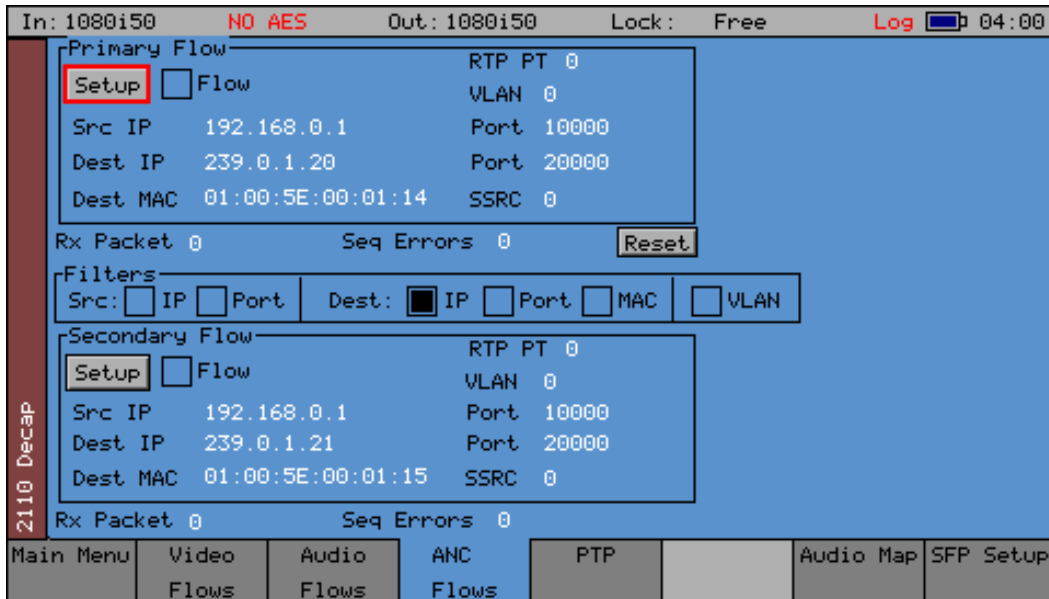 In: 1080i50 NO AES Out: 1080i50 Lock: Free Log 04:00
Primary Flow
RTP PT 0
Setup Flow
VLAN 0
Src IP 192.168.0.1 Port 10000
Dest IP 239.0.1.20 Port 20000
Dest MAC 01:00:5E:00:01:14 SSRC 0
Rx Packet 0 Seq Errors 0 Reset
Filters
Src: IP Port Dest: IP Port MAC VLAN
Secondary Flow
RTP PT 0
Setup Flow
VLAN 0
Src IP 192.168.0.1 Port 10000
Dest IP 239.0.1.21 Port 20000
Dest MAC 01:00:5E:00:01:15 SSRC 0
Rx Packet 0 Seq Errors 0
2110 Decap
Main Menu Video Flows Audio Flows ANC Flows PTP Audio Map SFP Setup